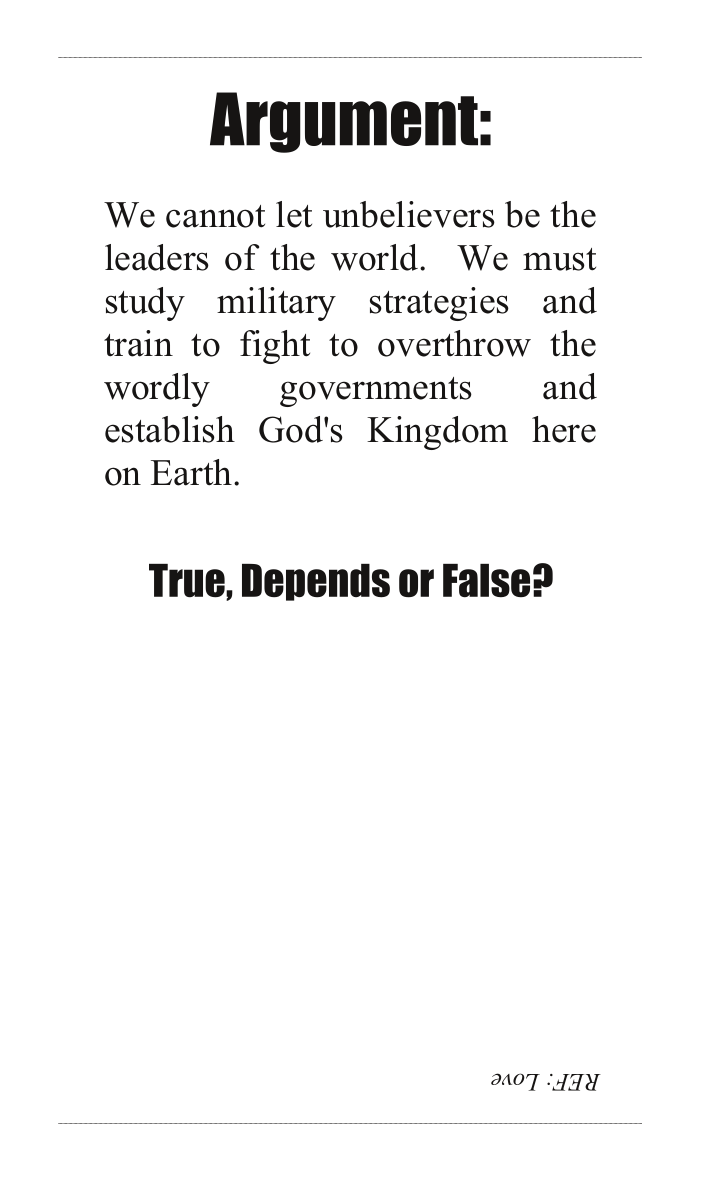 Argument:
We cannot let unbelievers be the
leaders of the world. We must
study military strategies and
train to fight to overthrow the
wordly governments and
establish God's Kingdom here
on Earth.
True, Depends or False?
REF: Love